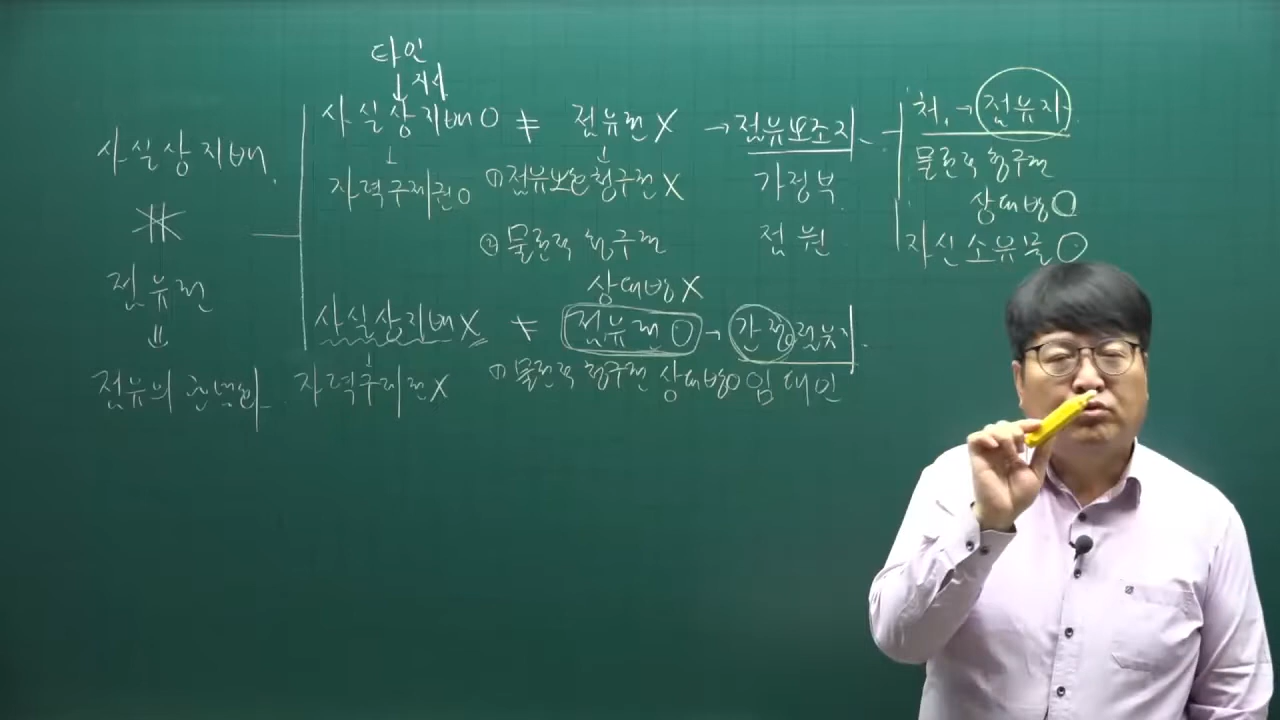 타인
↓ 지시
사실상지배
※
점유권
⇓
점유의 관념화
사실상지배 O ≠ 점유권 X → 점유보조자
↓ ↓
자력구제권 O ① 점유보호청구권 X 가정부
② 물권적 청구권 점원
상대방 X
사실상지배 X ≠ 점유권 O → 간접점유자
↓
자력구제권 X ① 물권적 청구권 상대방 O 임대인
처. → 점유자
물권적 청구권
상대방 O
자신소유물 O